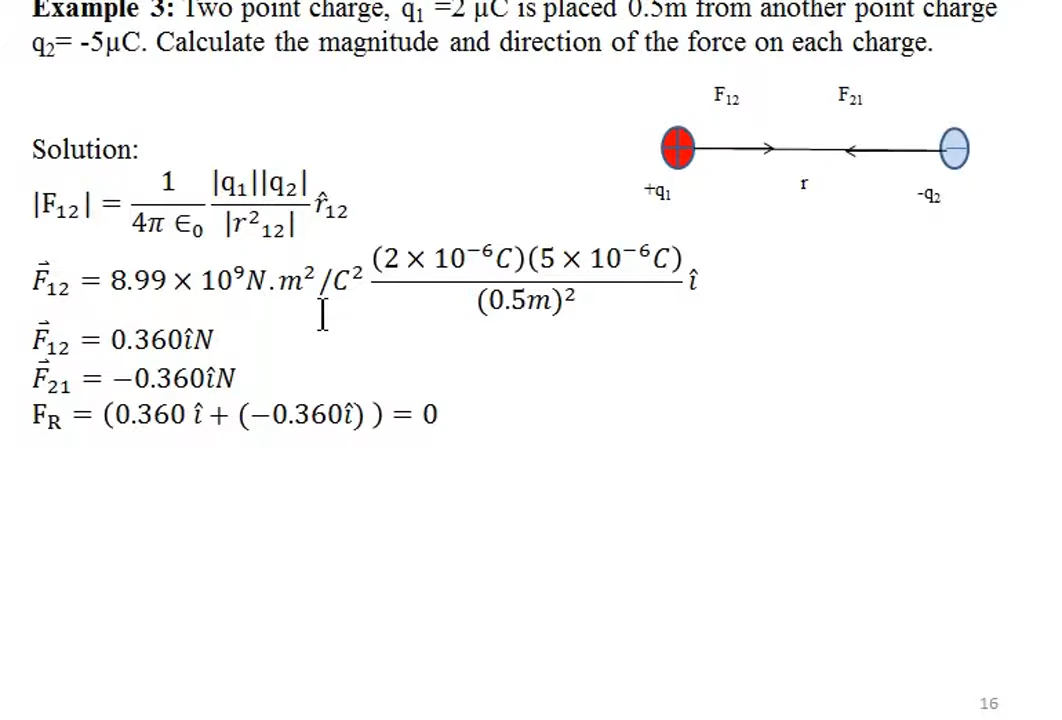 Example 3: Two point charge, q₁ =2 μC is placed 0.5m from another point charge
q₂= -5μC. Calculate the magnitude and direction of the force on each charge.
F₁₂ F₂₁
Solution:
+q₁ r -q₂
|F₁₂| = 1/(4π ∈₀) |q₁||q₂|/|r²₁₂| r̂₁₂
F⃗₁₂ = 8.99 × 10⁹N.m²/C² (2 × 10⁻⁶C)(5 × 10⁻⁶C)/(0.5m)² î
F⃗₁₂ = 0.360îN
F⃗₂₁ = −0.360îN
F_R = (0.360 î + (−0.360î) ) = 0
16